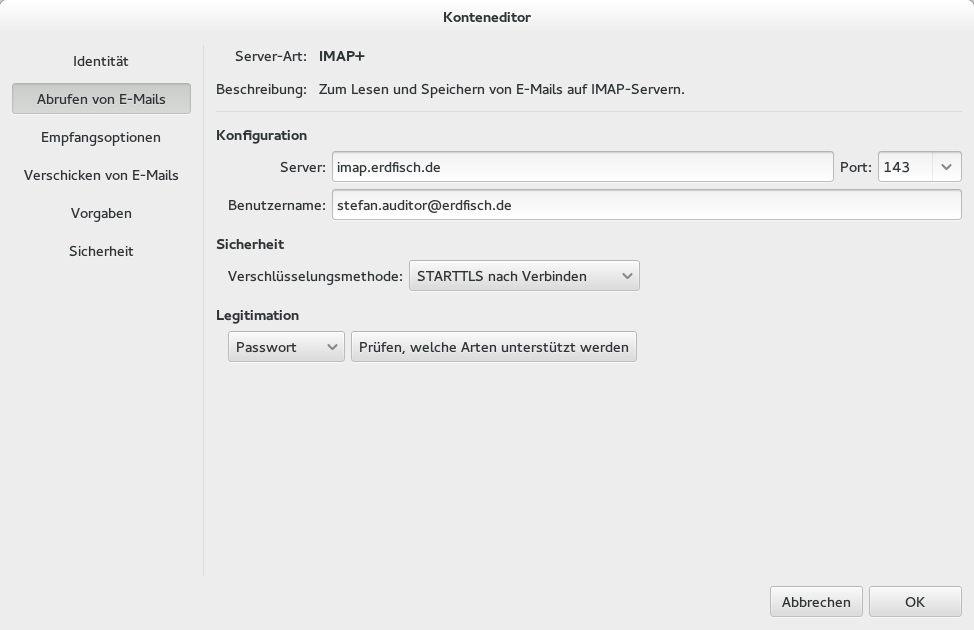 Konteneditor
Identität
Abrufen von E-Mails
Empfangsoptionen
Verschicken von E-Mails
Vorgaben
Sicherheit
Server-Art: IMAP+
Beschreibung: Zum Lesen und Speichern von E-Mails auf IMAP-Servern.
Konfiguration
Server: imap.erdfisch.de Port: 143
Benutzername: stefan.auditor@erdfisch.de
Sicherheit
Verschlüsselungsmethode: STARTTLS nach Verbinden
Legitimation
Passwort Prüfen, welche Arten unterstützt werden
Abbrechen OK